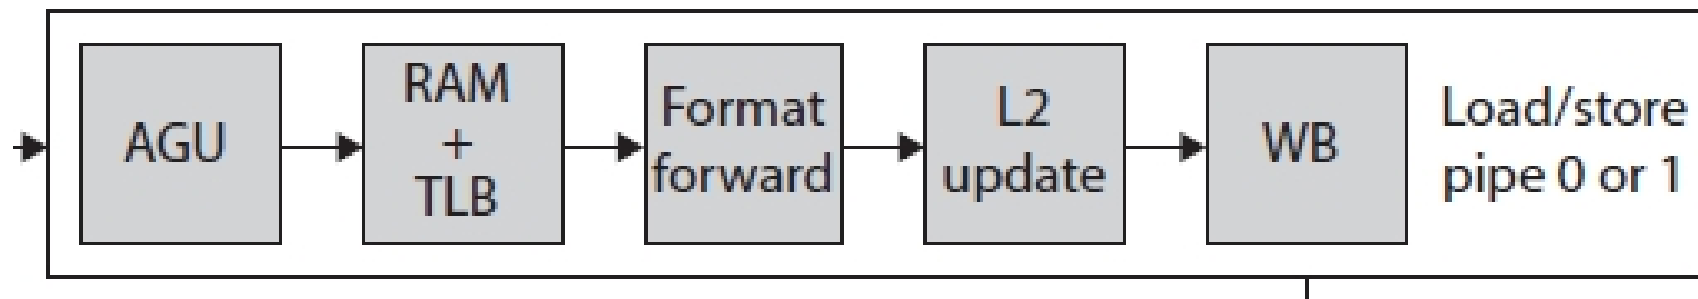 AGU
RAM
+
TLB
Format
forward
L2
update
WB
Load/store
pipe 0 or 1